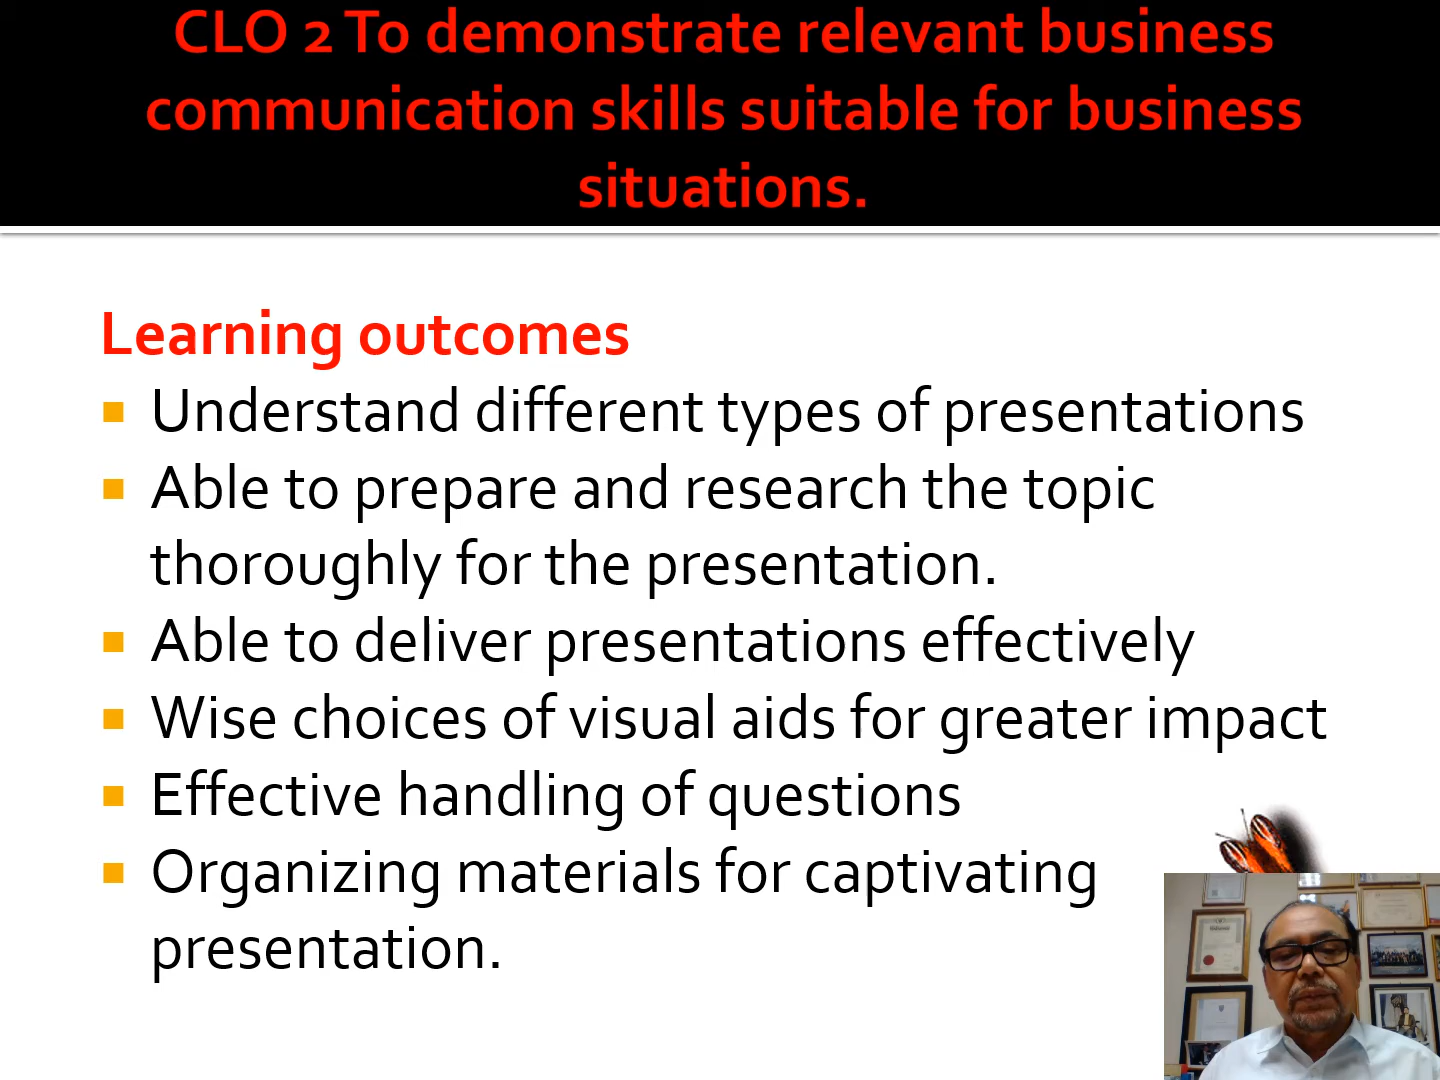 CLO 2 To demonstrate relevant business
communication skills suitable for business
situations.
Learning outcomes
Understand different types of presentations
Able to prepare and research the topic
thoroughly for the presentation.
Able to deliver presentations effectively
Wise choices of visual aids for greater impact
Effective handling of questions
Organizing materials for captivating
presentation.